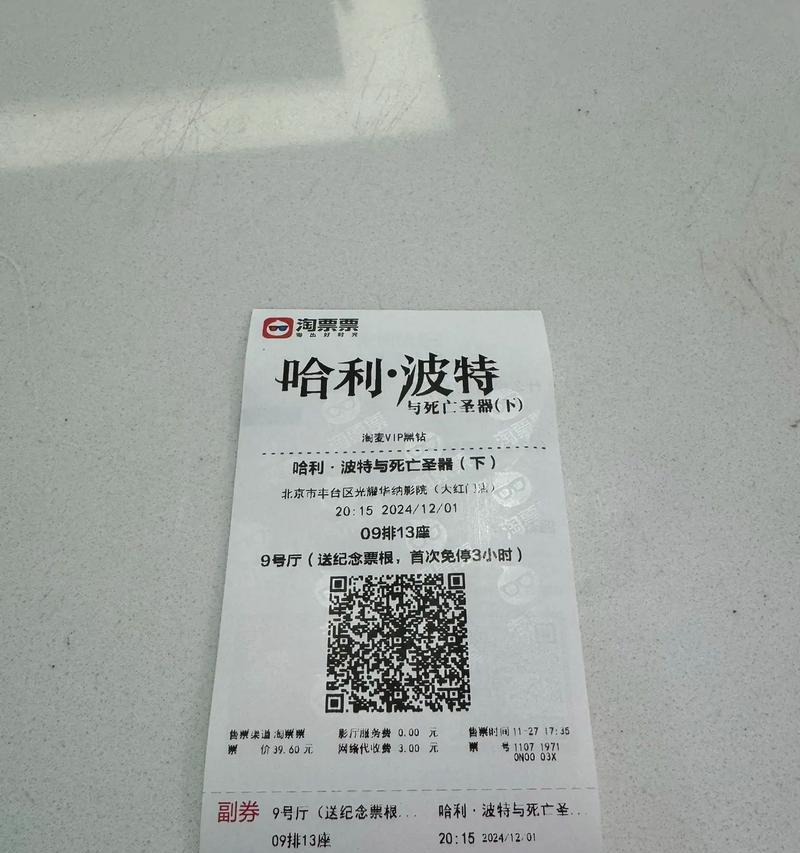 淘票票
哈利·波特
与死亡圣器(下)
淘麦VIP黑钻
哈利·波特与死亡圣器(下)
北京市丰台区光耀华纳影院(大红门店)
20:15 2024/12/01
09排13座
9号厅(送纪念票根,首次免停3小时)
售票渠道 淘票票 影厅服务费 0.00 元 售票时间 11-27 17:35
票 价 39.60 元 网络代收费 3.00 元 票 号 1107 1971
0N00 03X
副券 9号厅(送纪念票根... 哈利·波特与死亡圣...
09排13座 20:15 2024/12/01